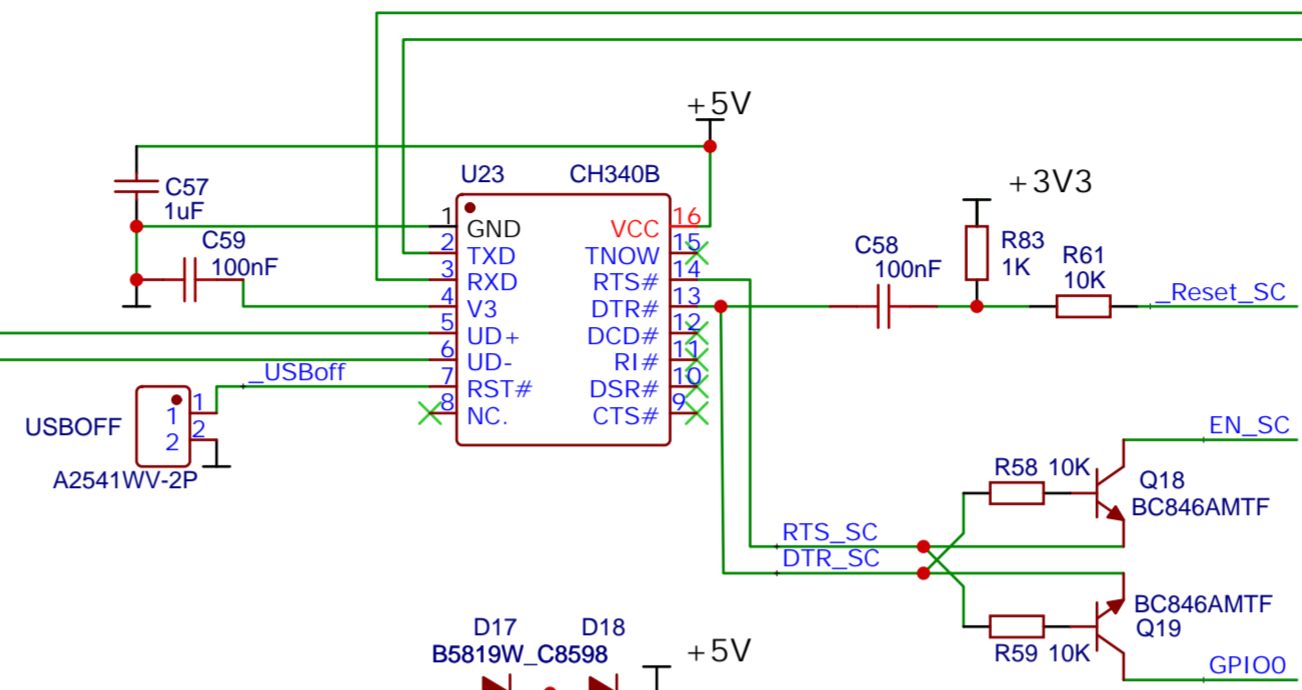 +5V
U23 CH340B
C57
1uF
C59
100nF
1 GND
2 TXD
3 RXD
4 V3
5 UD+
6 UD-
7 RST#
8 NC.
VCC 16
TNOW 15
RTS# 14
DTR# 13
DCD# 12
RI# 11
DSR# 10
CTS# 9
+3V3
C58
100nF
R83
1K
R61
10K
_Reset_SC
_USBoff
USBOFF
1 1
2 2
A2541WV-2P
EN_SC
R58 10K
Q18
BC846AMTF
RTS_SC
DTR_SC
BC846AMTF
Q19
R59 10K
GPIO0
D17 D18
B5819W_C8598
+5V